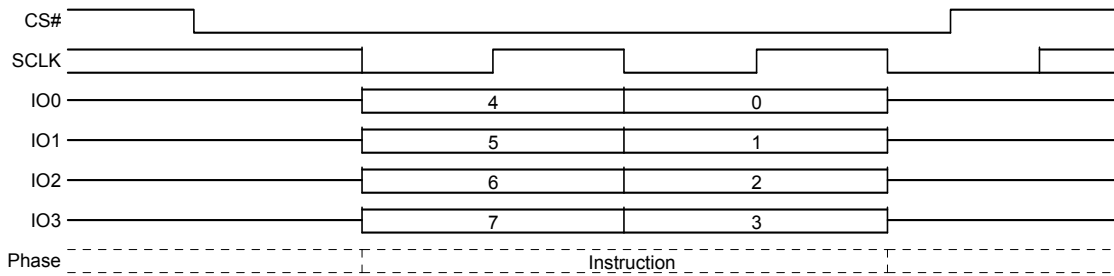 CS#
SCLK
IO0 4 0
IO1 5 1
IO2 6 2
IO3 7 3
Phase Instruction